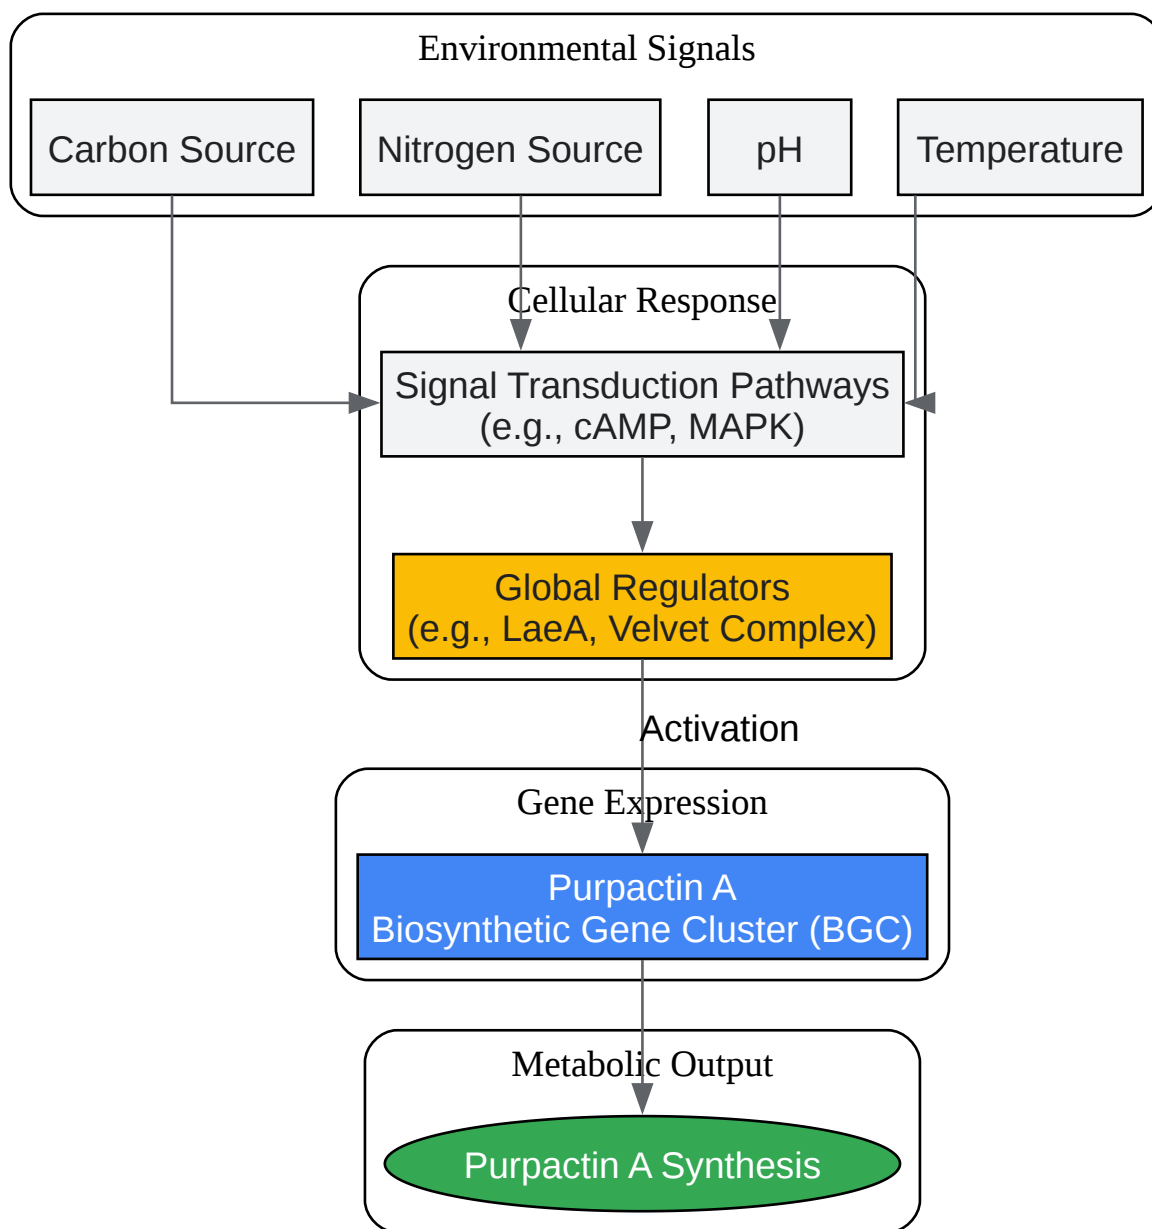 Environmental Signals
Carbon Source
Nitrogen Source
pH
Temperature
Cellular Response
Signal Transduction Pathways
(e.g., cAMP, MAPK)
Global Regulators
(e.g., LaeA, Velvet Complex)
Activation
Gene Expression
Purpactin A
Biosynthetic Gene Cluster (BGC)
Metabolic Output
Purpactin A Synthesis